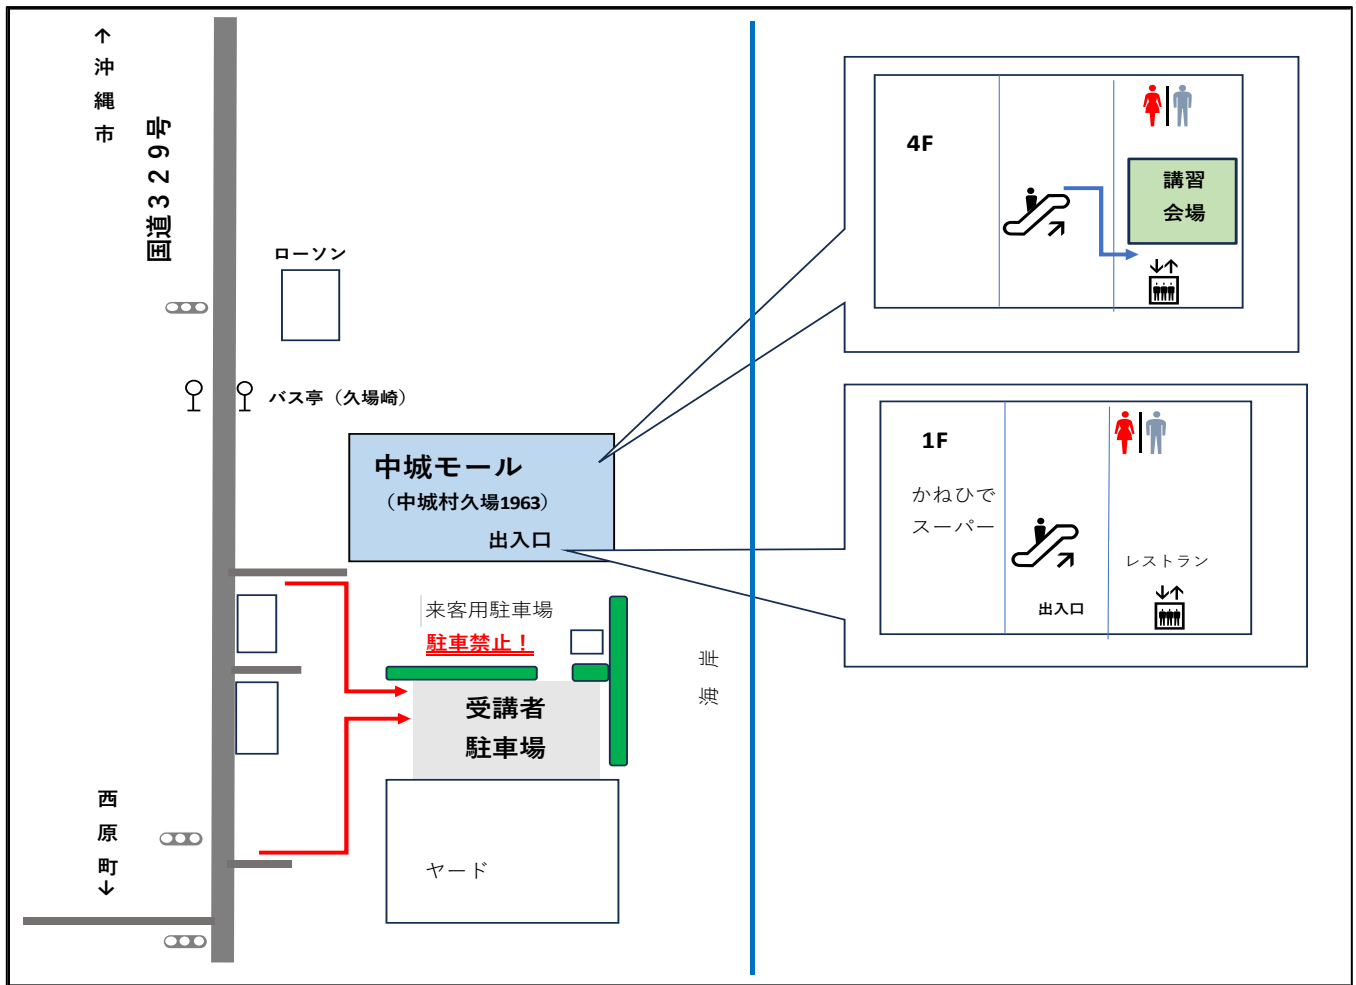 ↑沖縄市
国道３２９号
ローソン
バス亭（久場崎）
中城モール
（中城村久場1963）
出入口
来客用駐車場
駐車禁止！
受講者
駐車場
ヤード
西原町↓
海岸
4F
講習
会場
1F
かねひで
スーパー
出入口
レストラン